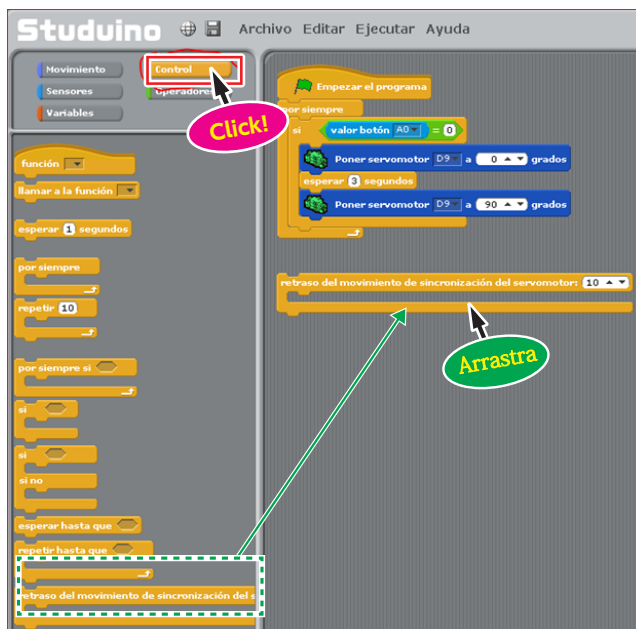 Studuino Archivo Editar Ejecutar Ayuda
Movimiento Control
Sensores Operadores
Variables
Click!
función
llamar a la función
esperar 1 segundos
por siempre
repetir 10
por siempre si
si
si
si no
esperar hasta que
repetir hasta que
retraso del movimiento de sincronización del s
Empezar el programa
por siempre
si valor botón A0 = 0
Poner servomotor D9 a 0 grados
esperar 3 segundos
Poner servomotor D9 a 90 grados
retraso del movimiento de sincronización del servomotor: 10
Arrastra